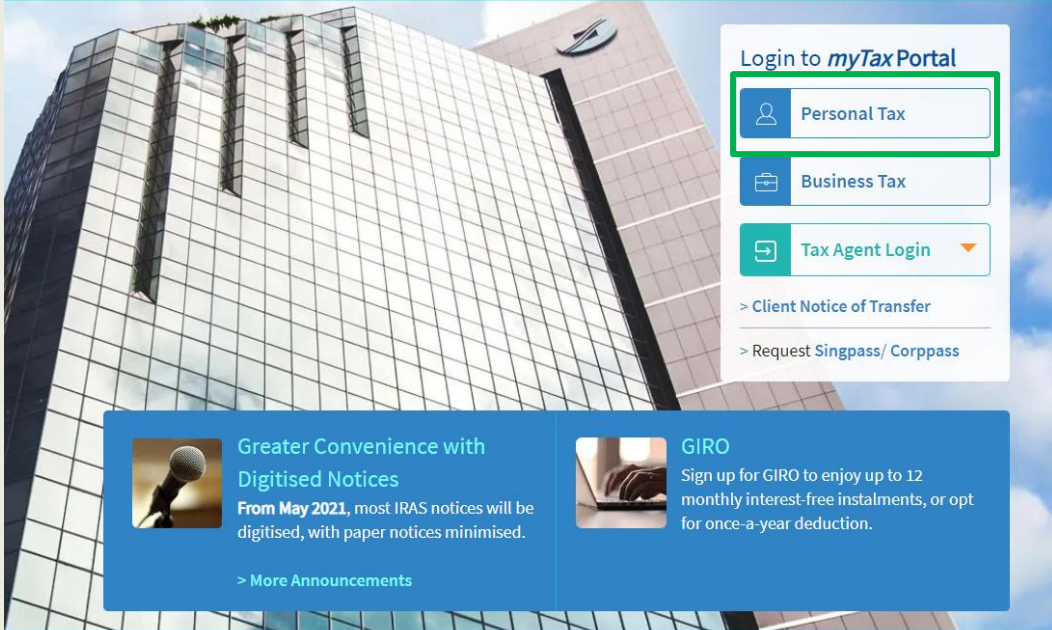 Login to myTax Portal
Personal Tax
Business Tax
Tax Agent Login
> Client Notice of Transfer
> Request Singpass/ Corppass
Greater Convenience with
Digitised Notices
From May 2021, most IRAS notices will be
digitised, with paper notices minimised.
> More Announcements
GIRO
Sign up for GIRO to enjoy up to 12
monthly interest-free instalments, or opt
for once-a-year deduction.